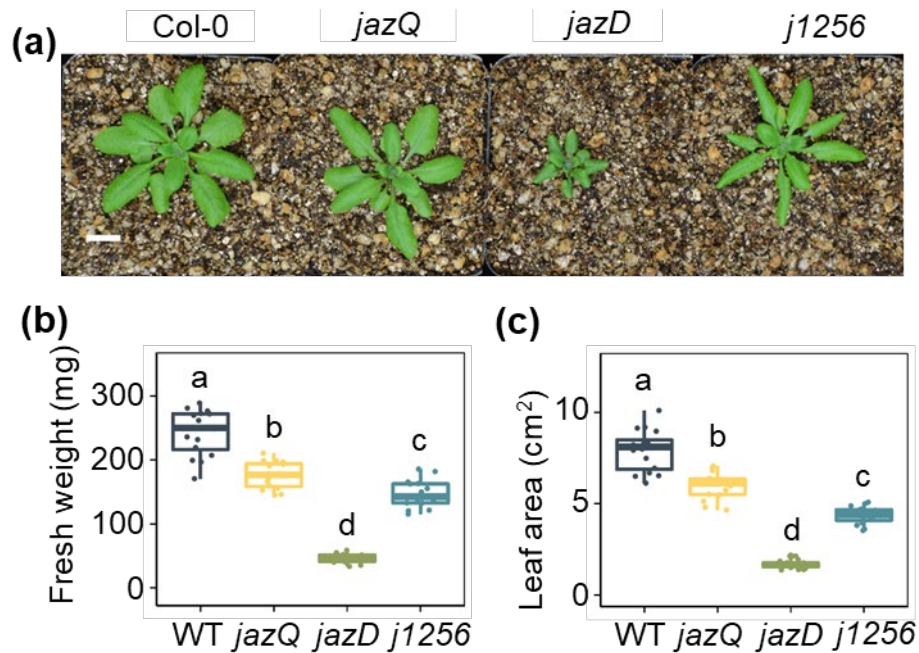 (a) Col-0 jazQ jazD j1256
(b)
Fresh weight (mg)
300
200
100
0
a
b
d
c
WT jazQ jazD j1256
(c)
Leaf area (cm²)
10
5
0
a
b
d
c
WT jazQ jazD j1256